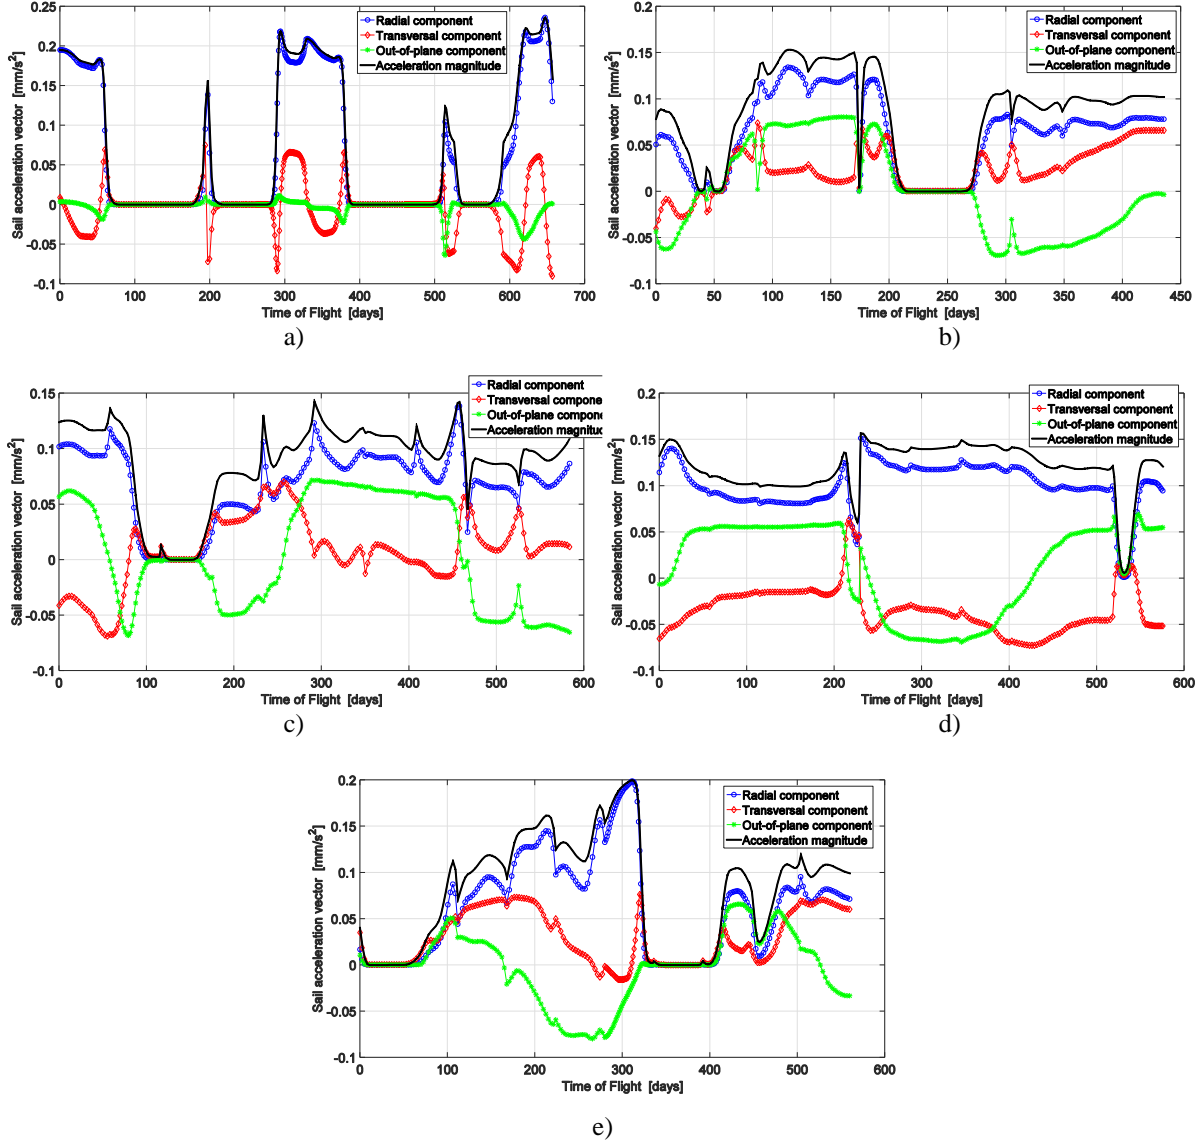 0.25
0.2
0.15
0.1
0.05
0
-0.05
-0.1
Sail acceleration vector [mm/s²]
0 100 200 300 400 500 600 700
Time of Flight [days]
Radial component
Transversal component
Out-of-plane component
Acceleration magnitude
a)
0.2
0.15
0.1
0.05
0
-0.05
-0.1
Sail acceleration vector [mm/s²]
0 50 100 150 200 250 300 350 400 450
Time of Flight [days]
Radial component
Transversal component
Out-of-plane component
Acceleration magnitude
b)
0.15
0.1
0.05
0
-0.05
-0.1
Sail acceleration vector [mm/s²]
0 100 200 300 400 500 600
Time of Flight [days]
Radial component
Transversal compone
Out-of-plane compone
Acceleration magnitude
c)
0.2
0.15
0.1
0.05
0
-0.05
-0.1
Sail acceleration vector [mm/s²]
0 100 200 300 400 500 600
Time of Flight [days]
Radial component
Transversal component
Out-of-plane component
Acceleration magnitude
d)
0.2
0.15
0.1
0.05
0
-0.05
-0.1
Sail acceleration vector [mm/s²]
0 100 200 300 400 500 600
Time of Flight [days]
Radial component
Transversal component
Out-of-plane component
Acceleration magnitude
e)